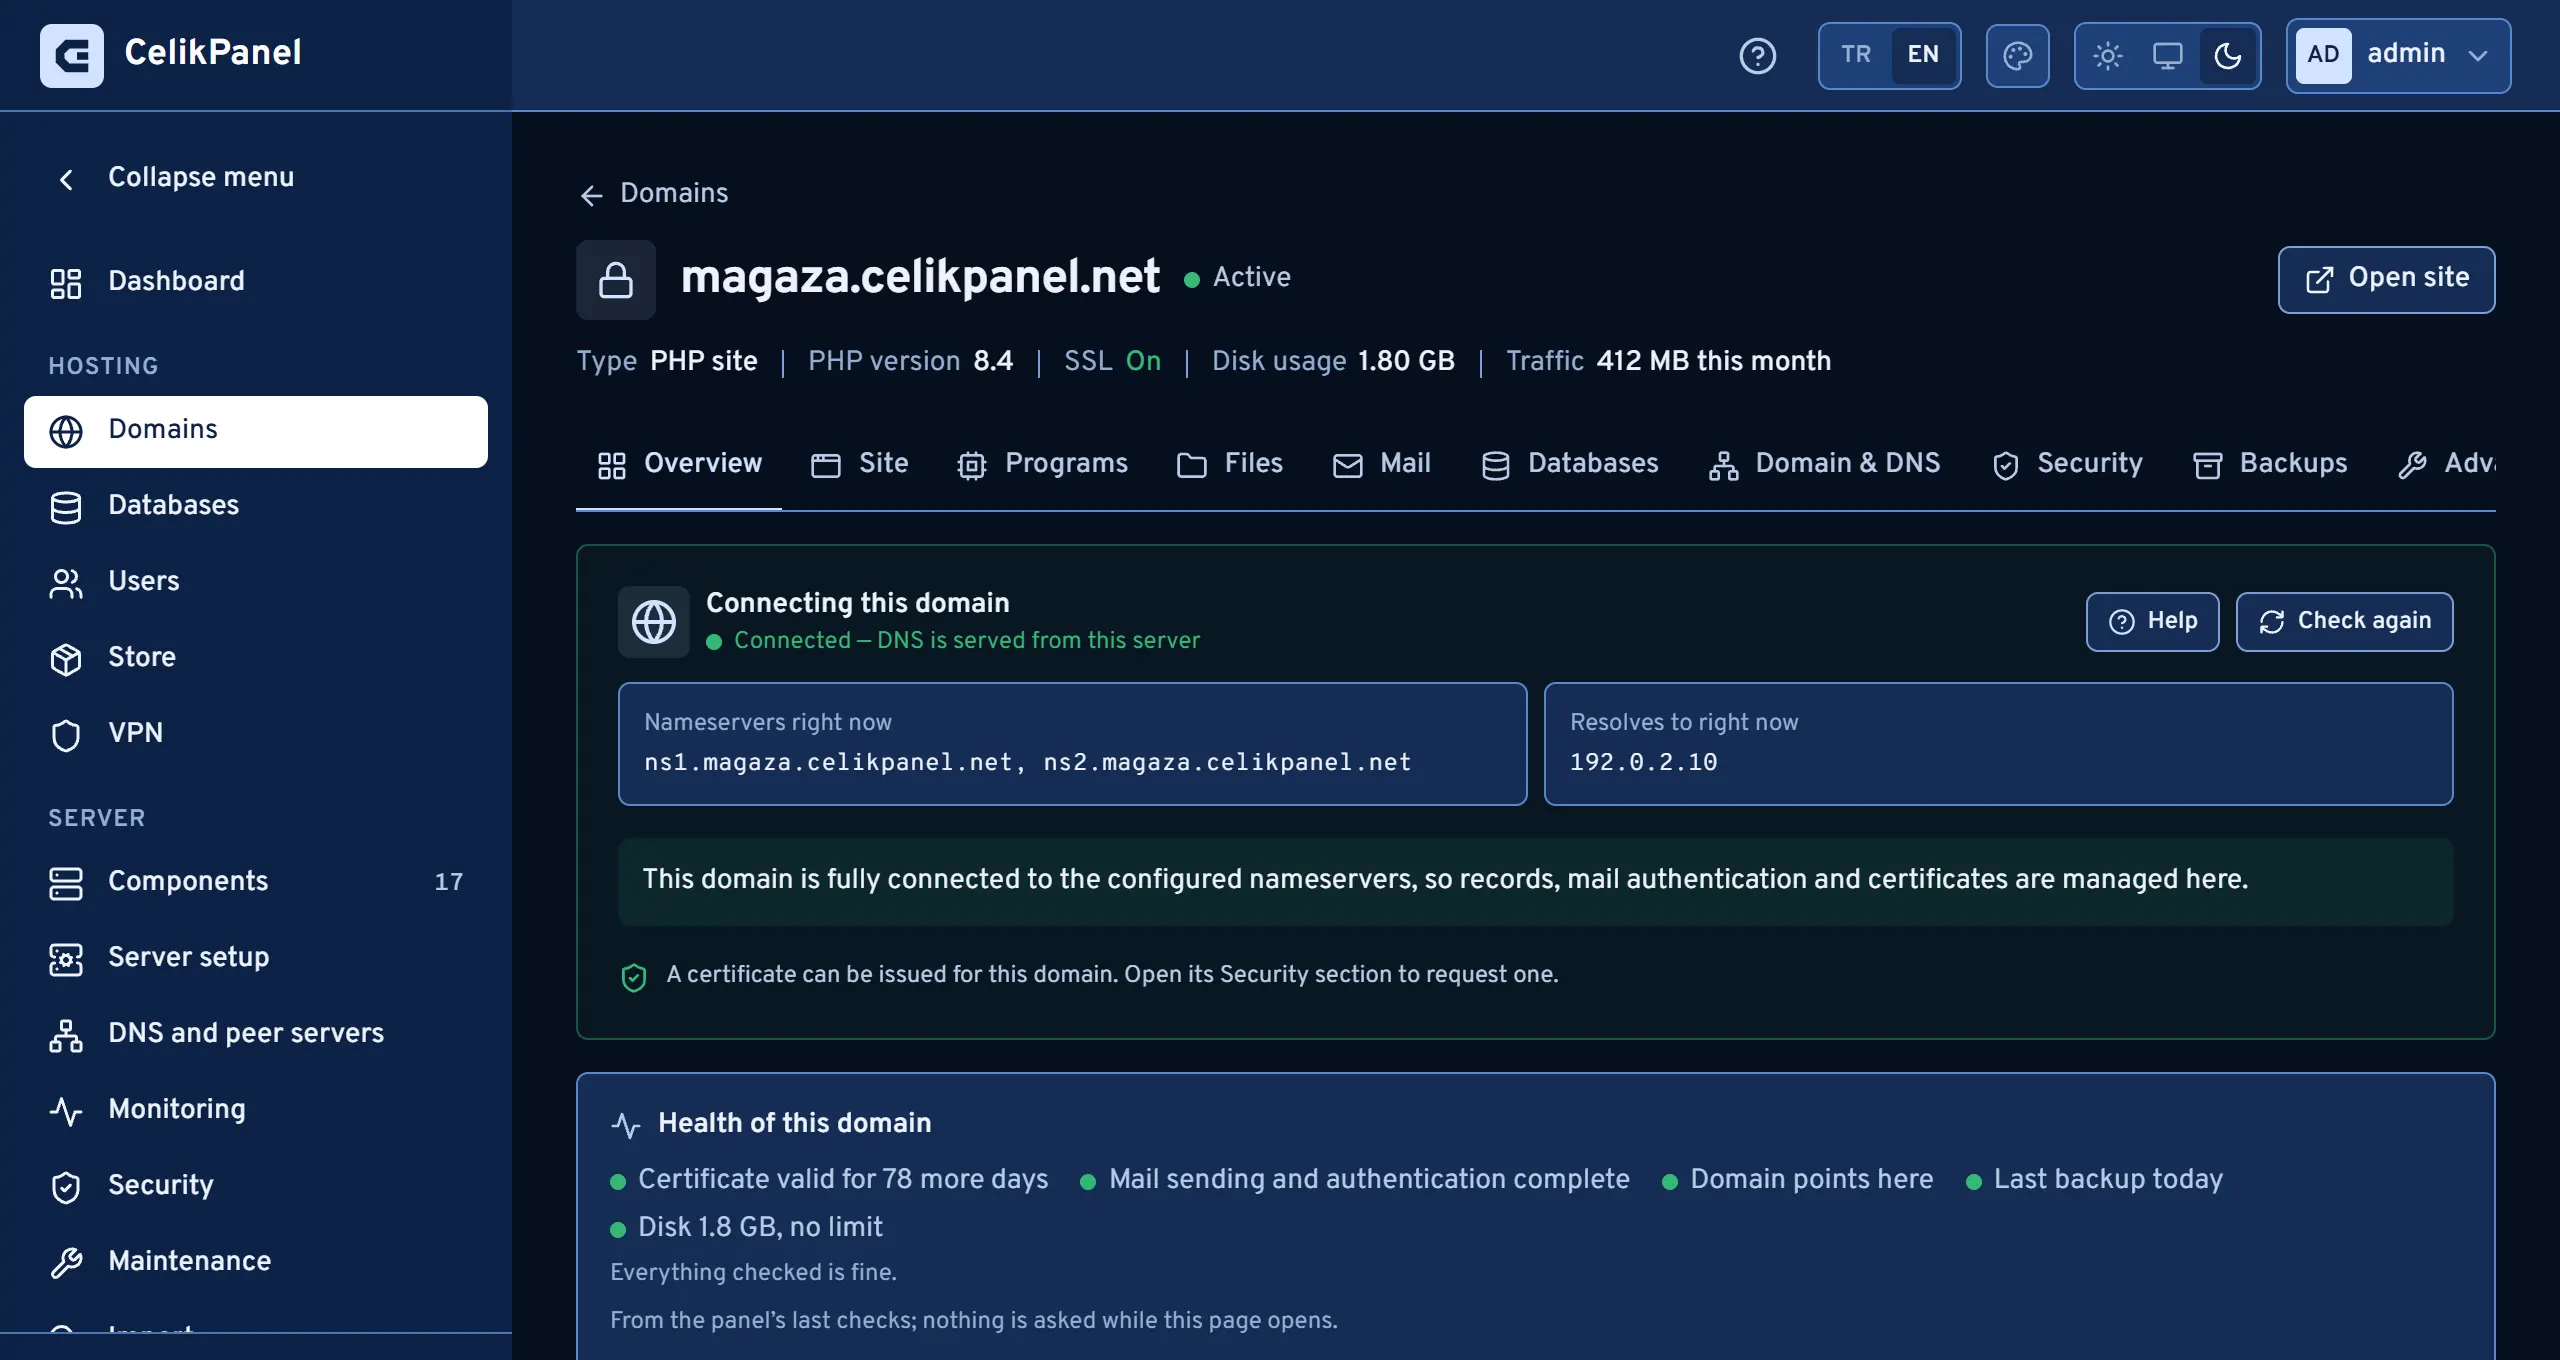 CelikPanel
TR EN
AD admin
Collapse menu
Dashboard
HOSTING
Domains
Databases
Users
Store
VPN
SERVER
Components 17
Server setup
DNS and peer servers
Monitoring
Security
Maintenance
Domains
magaza.celikpanel.net Active
Open site
Type PHP site | PHP version 8.4 | SSL On | Disk usage 1.80 GB | Traffic 412 MB this month
Overview Site Programs Files Mail Databases Domain & DNS Security Backups
Connecting this domain
Connected – DNS is served from this server
Help Check again
Nameservers right now
ns1.magaza.celikpanel.net, ns2.magaza.celikpanel.net
Resolves to right now
192.0.2.10
This domain is fully connected to the configured nameservers, so records, mail authentication and certificates are managed here.
A certificate can be issued for this domain. Open its Security section to request one.
Health of this domain
Certificate valid for 78 more days Mail sending and authentication complete Domain points here Last backup today
Disk 1.8 GB, no limit
Everything checked is fine.
From the panel’s last checks; nothing is asked while this page opens.